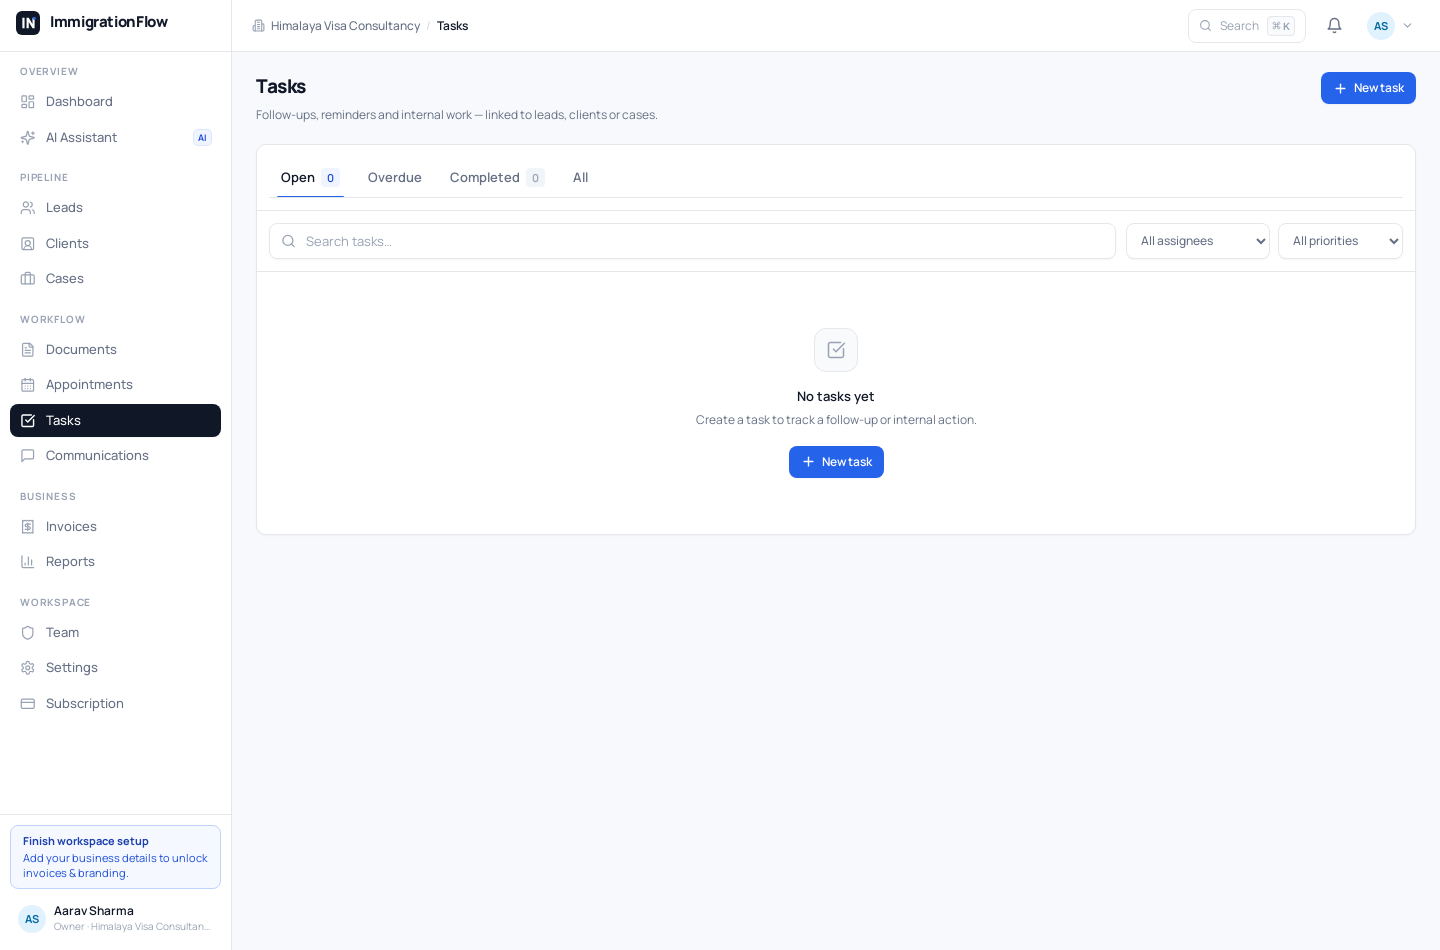 IN ImmigrationFlow
Himalaya Visa Consultancy / Tasks
Search ⌘K
AS
OVERVIEW
Dashboard
AI Assistant AI
PIPELINE
Leads
Clients
Cases
WORKFLOW
Documents
Appointments
Tasks
Communications
BUSINESS
Invoices
Reports
WORKSPACE
Team
Settings
Subscription
Finish workspace setup
Add your business details to unlock
invoices & branding.
AS Aarav Sharma
Owner · Himalaya Visa Consultan...
Tasks
New task
Follow-ups, reminders and internal work — linked to leads, clients or cases.
Open 0 Overdue Completed 0 All
Search tasks... All assignees All priorities
No tasks yet
Create a task to track a follow-up or internal action.
New task